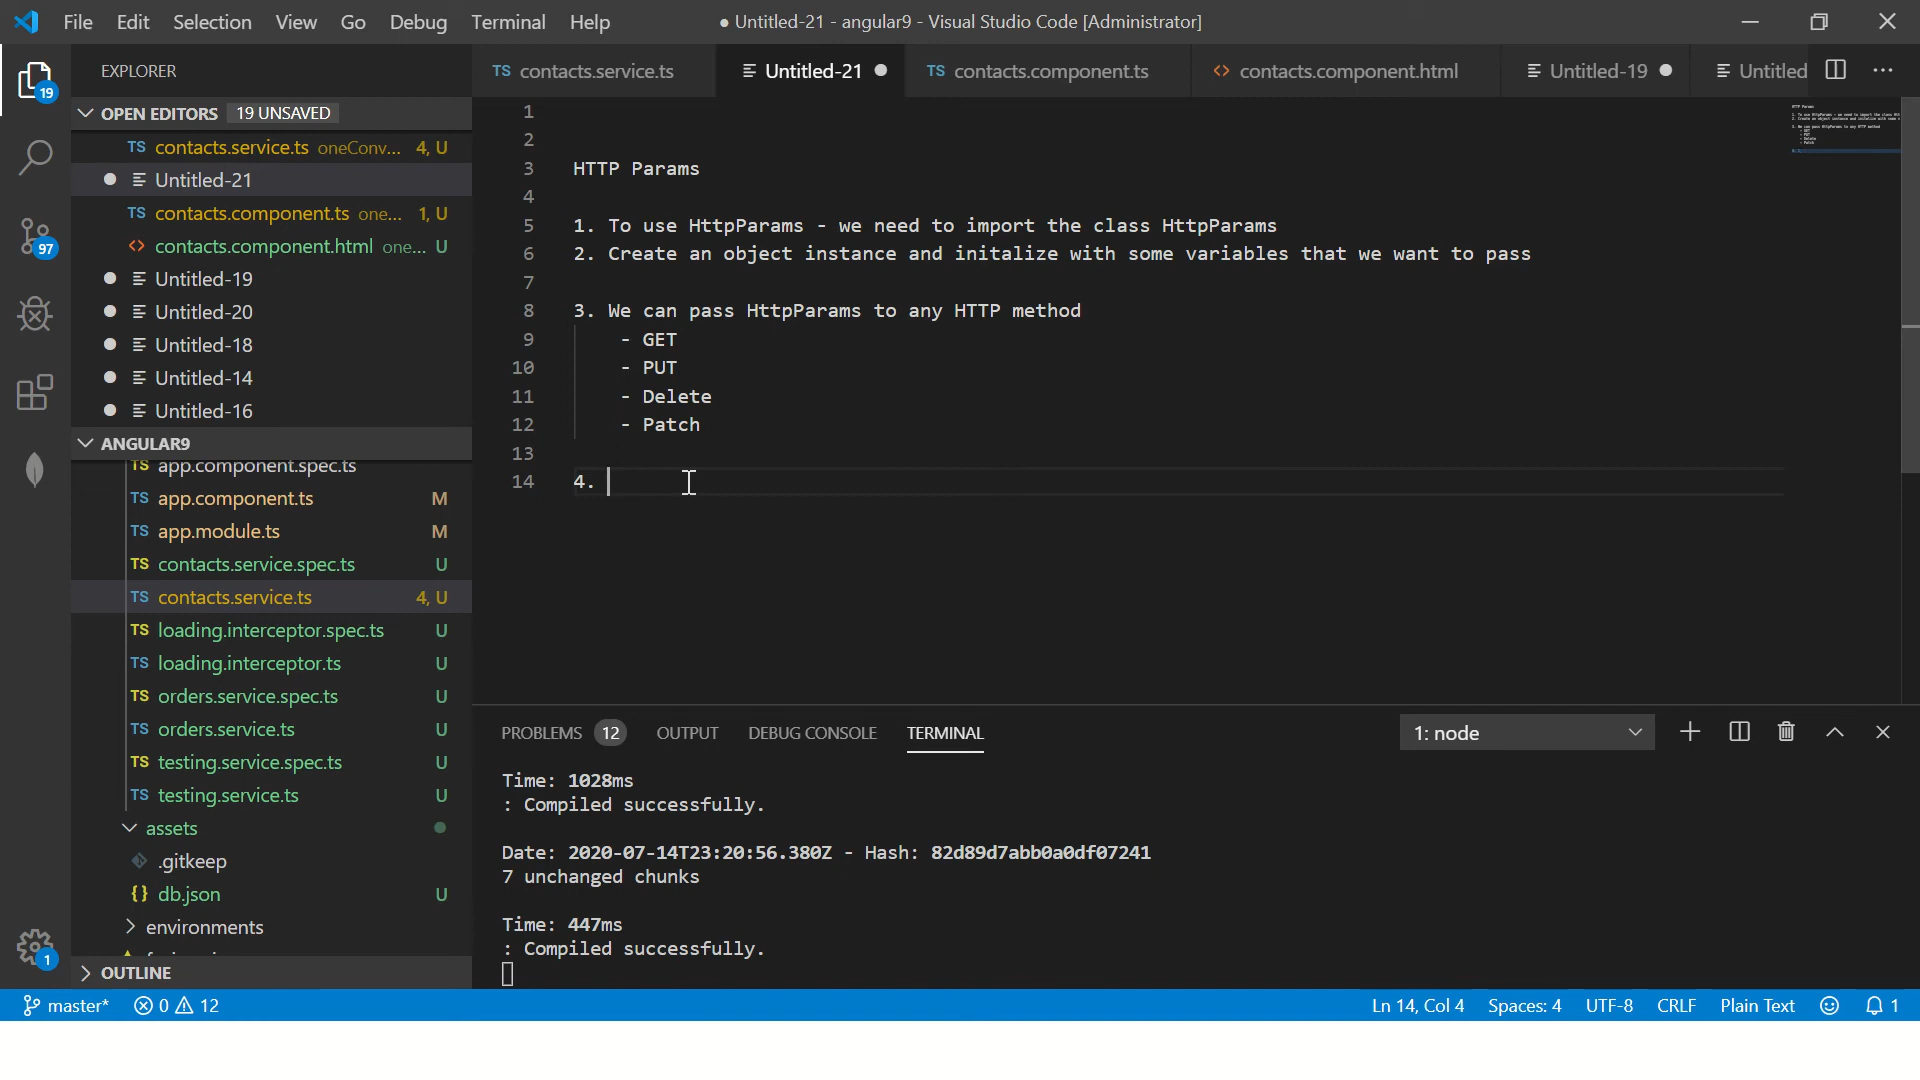 File Edit Selection View Go Debug Terminal Help
● Untitled-21 - angular9 - Visual Studio Code [Administrator]
EXPLORER
OPEN EDITORS 19 UNSAVED
TS contacts.service.ts oneConv... 4, U
Untitled-21
TS contacts.component.ts one... 1, U
<> contacts.component.html one... U
Untitled-19
Untitled-20
Untitled-18
Untitled-14
Untitled-16
ANGULAR9
TS app.component.spec.ts
TS app.component.ts M
TS app.module.ts M
TS contacts.service.spec.ts U
TS contacts.service.ts 4, U
TS loading.interceptor.spec.ts U
TS loading.interceptor.ts U
TS orders.service.spec.ts U
TS orders.service.ts U
TS testing.service.spec.ts U
TS testing.service.ts U
assets
.gitkeep
{} db.json U
environments
OUTLINE
19
97
1
TS contacts.service.ts Untitled-21 TS contacts.component.ts <> contacts.component.html Untitled-19 Untitled
1
2
3 HTTP Params
4
5 1. To use HttpParams - we need to import the class HttpParams
6 2. Create an object instance and initalize with some variables that we want to pass
7
8 3. We can pass HttpParams to any HTTP method
9 - GET
10 - PUT
11 - Delete
12 - Patch
13
14 4.
PROBLEMS 12 OUTPUT DEBUG CONSOLE TERMINAL 1: node
Time: 1028ms
: Compiled successfully.
Date: 2020-07-14T23:20:56.380Z - Hash: 82d89d7abb0a0df07241
7 unchanged chunks
Time: 447ms
: Compiled successfully.
master* 0 12 Ln 14, Col 4 Spaces: 4 UTF-8 CRLF Plain Text 1